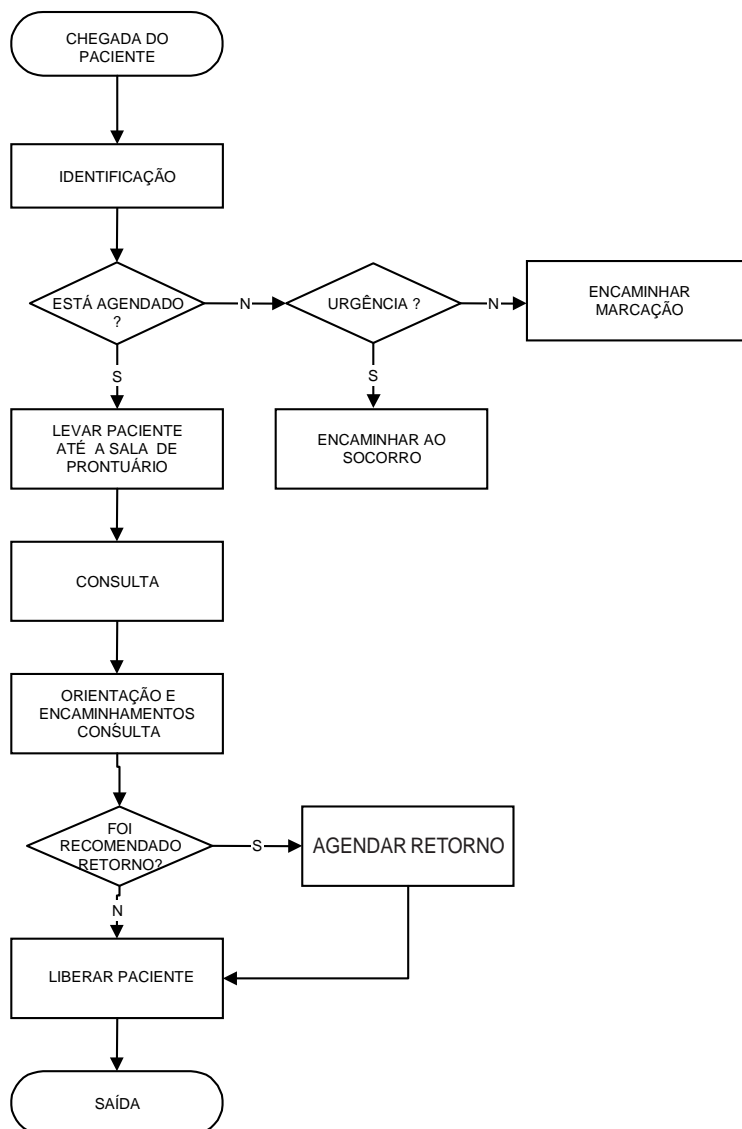 CHEGADA DO
PACIENTE
IDENTIFICAÇÃO
ESTÁ AGENDADO
?
N
URGÊNCIA ?
N
ENCAMINHAR
MARCAÇÃO
S
S
LEVAR PACIENTE
ATÉ A SALA DE
PRONTUÁRIO
ENCAMINHAR AO
SOCORRO
CONSULTA
ORIENTAÇÃO E
ENCAMINHAMENTOS
CONSULTA
FOI
RECOMENDADO
RETORNO?
S
AGENDAR RETORNO
N
LIBERAR PACIENTE
SAÍDA